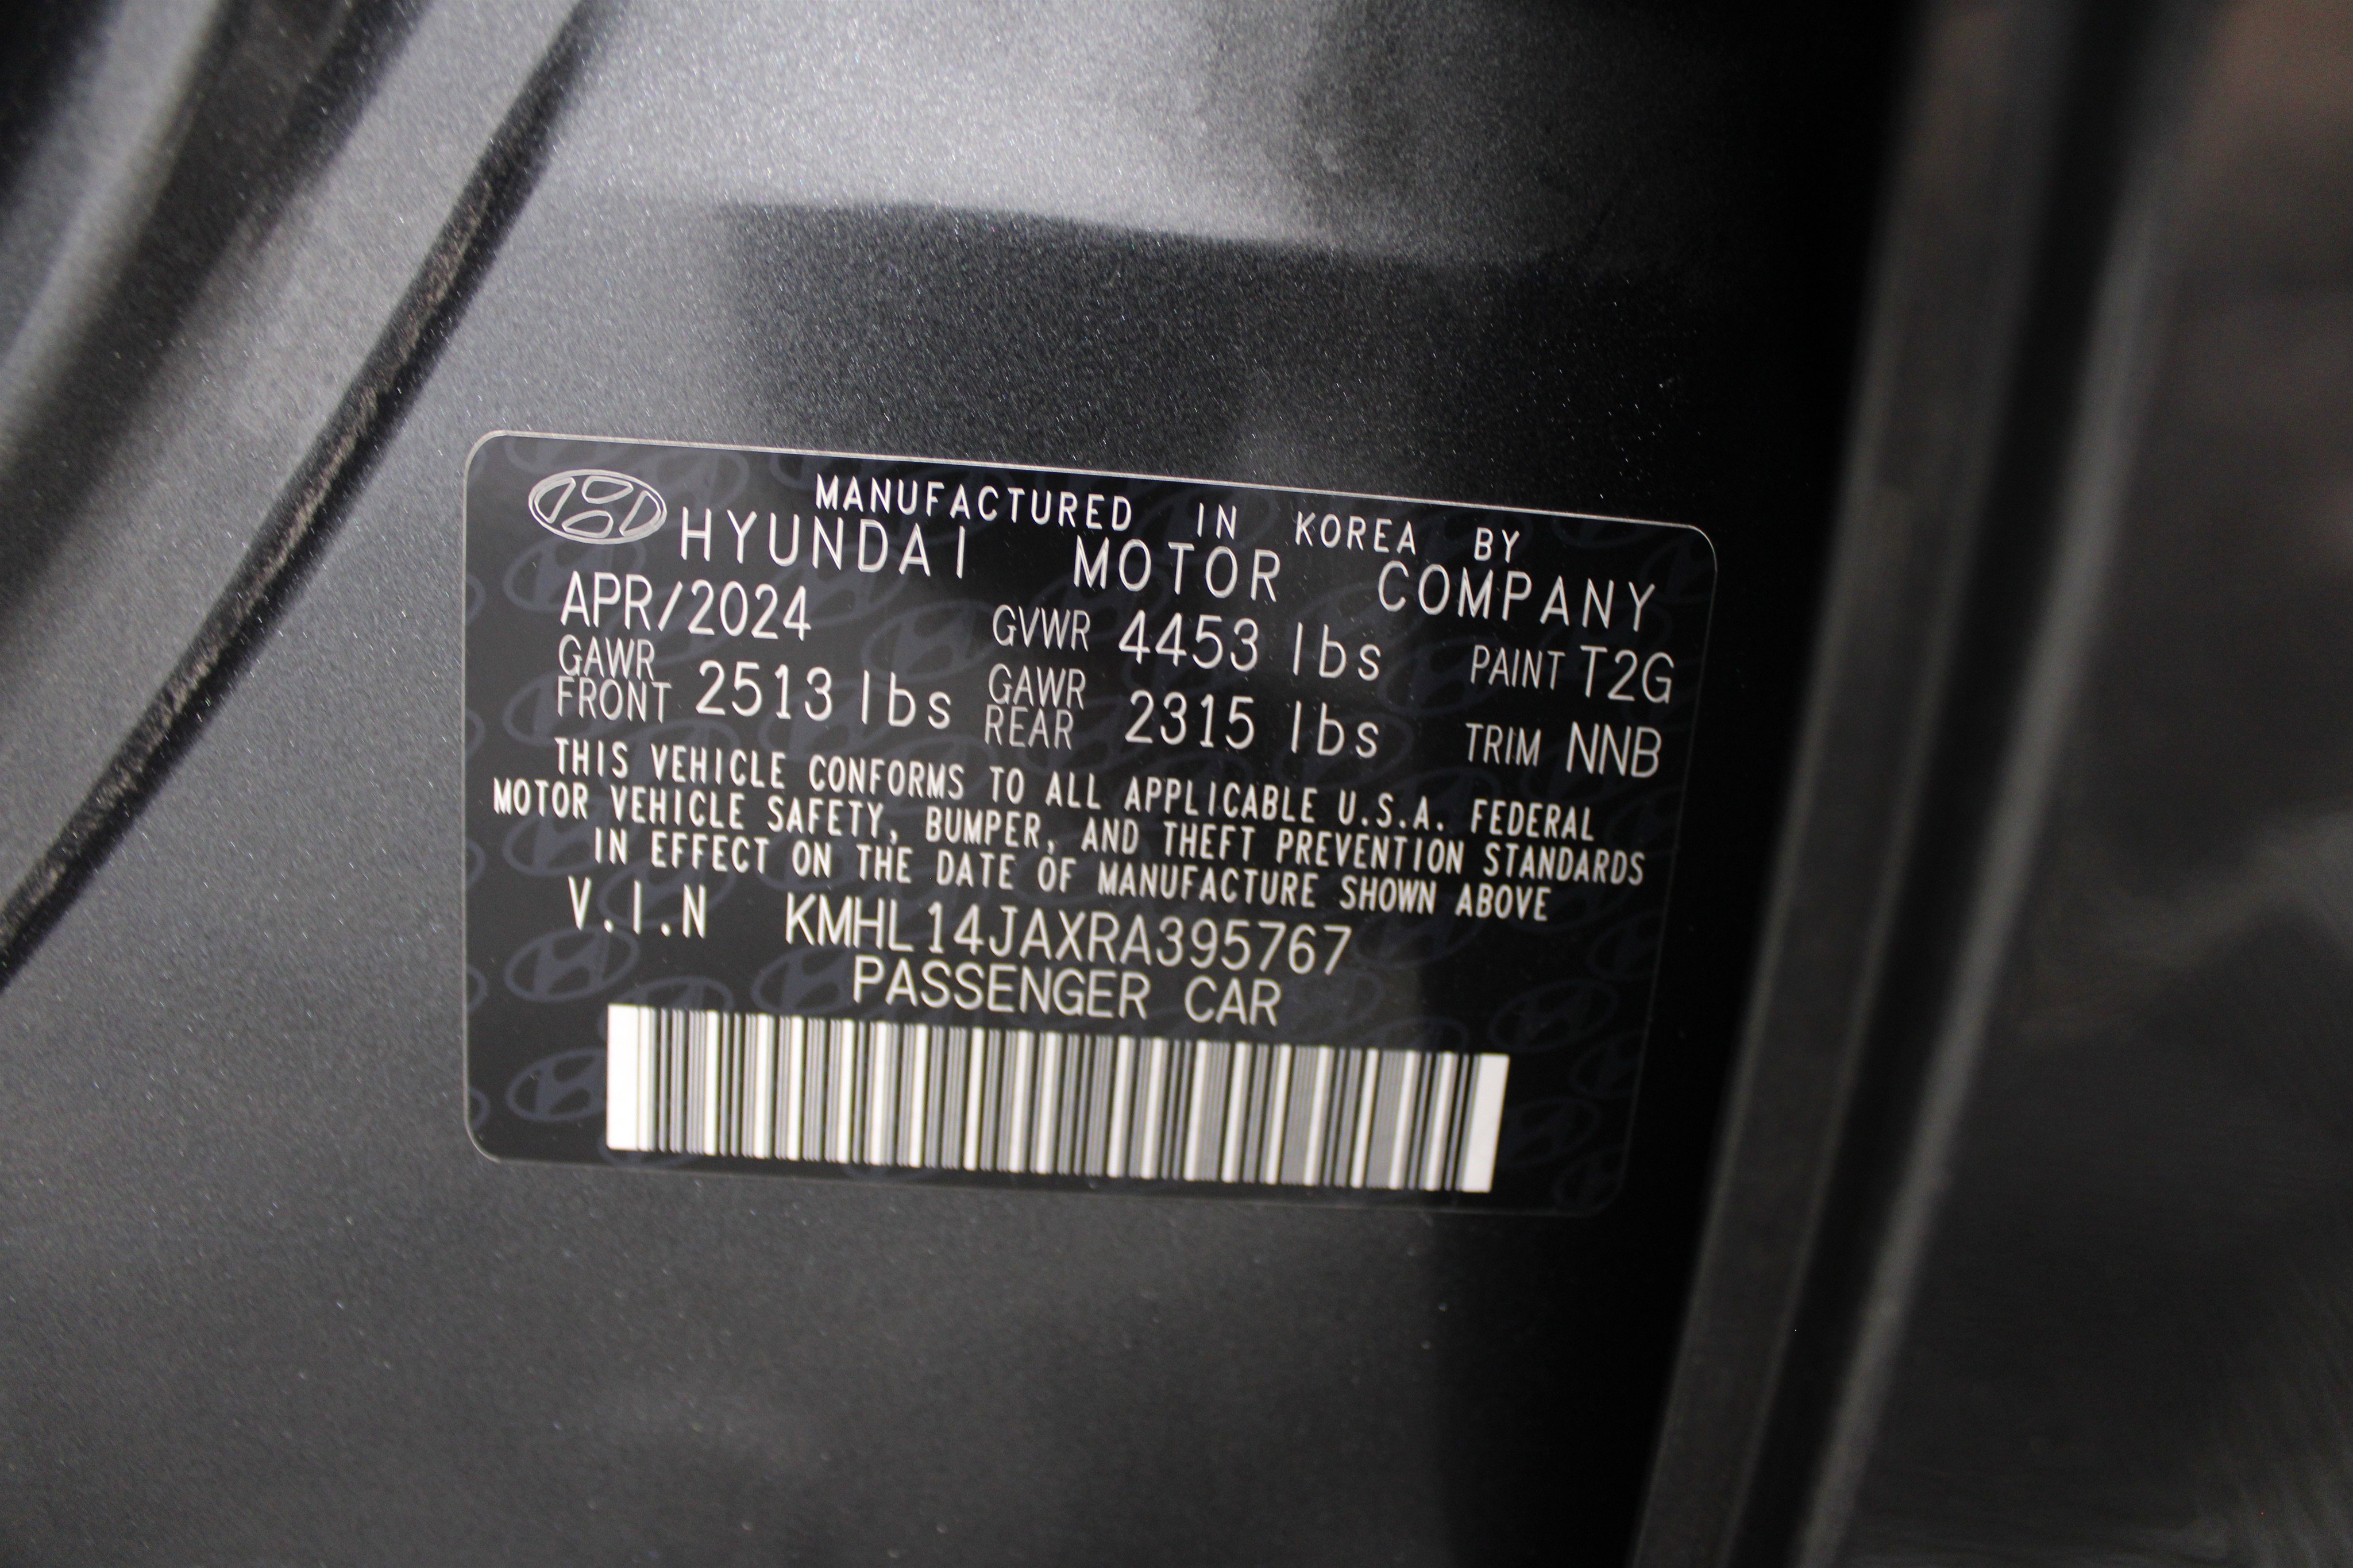 MANUFACTURED IN KOREA BY
HYUNDAI MOTOR COMPANY
APR/2024 GVWR 4453 lbs PAINT T2G
GAWR FRONT 2513 lbs GAWR REAR 2315 lbs TRIM NNB
THIS VEHICLE CONFORMS TO ALL APPLICABLE U.S.A. FEDERAL
MOTOR VEHICLE SAFETY, BUMPER, AND THEFT PREVENTION STANDARDS
IN EFFECT ON THE DATE OF MANUFACTURE SHOWN ABOVE
V.I.N KMHL14JAXRA395767
PASSENGER CAR